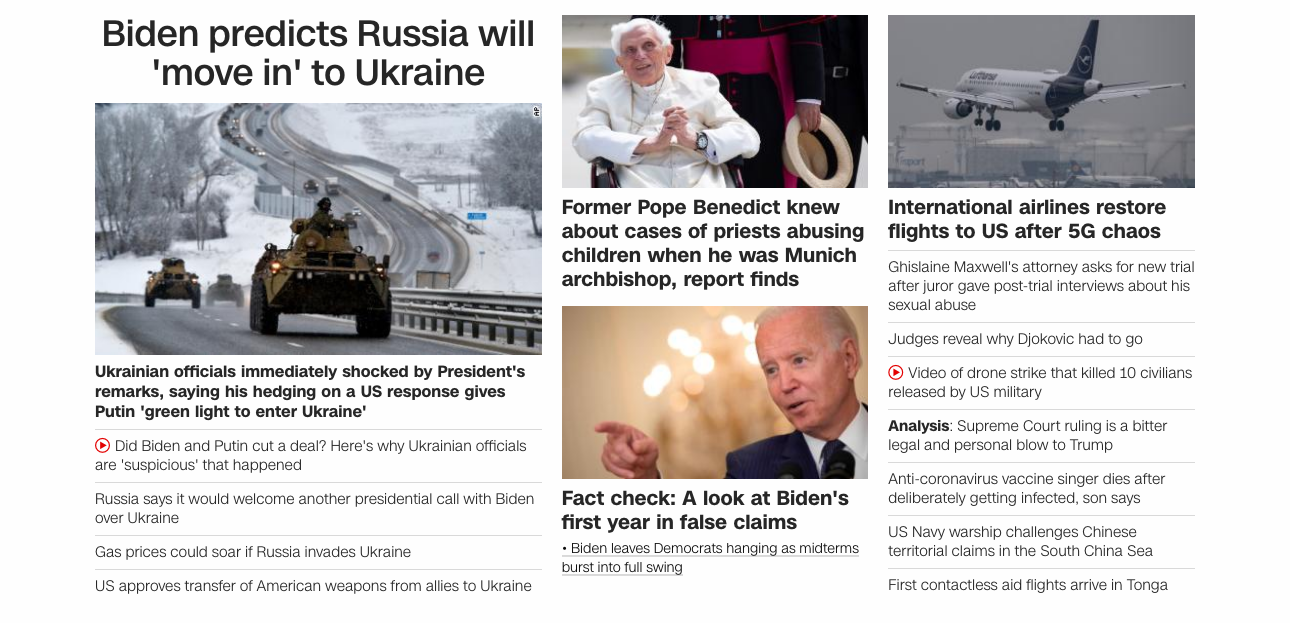 Biden predicts Russia will
'move in' to Ukraine
AP
Ukrainian officials immediately shocked by President's
remarks, saying his hedging on a US response gives
Putin 'green light to enter Ukraine'
Did Biden and Putin cut a deal? Here's why Ukrainian officials
are 'suspicious' that happened
Russia says it would welcome another presidential call with Biden
over Ukraine
Gas prices could soar if Russia invades Ukraine
US approves transfer of American weapons from allies to Ukraine
Former Pope Benedict knew
about cases of priests abusing
children when he was Munich
archbishop, report finds
Fact check: A look at Biden's
first year in false claims
• Biden leaves Democrats hanging as midterms
burst into full swing
Lufthansa
International airlines restore
flights to US after 5G chaos
Ghislaine Maxwell's attorney asks for new trial
after juror gave post-trial interviews about his
sexual abuse
Judges reveal why Djokovic had to go
Video of drone strike that killed 10 civilians
released by US military
Analysis: Supreme Court ruling is a bitter
legal and personal blow to Trump
Anti-coronavirus vaccine singer dies after
deliberately getting infected, son says
US Navy warship challenges Chinese
territorial claims in the South China Sea
First contactless aid flights arrive in Tonga